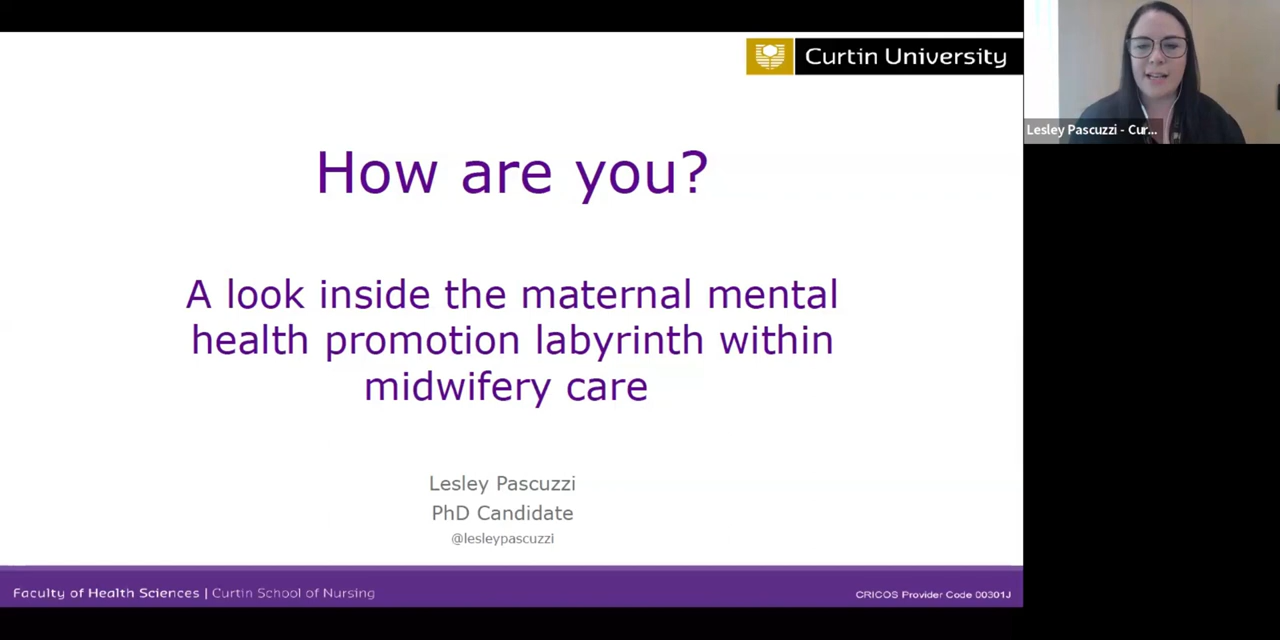 Curtin University
Lesley Pascuzzi - Cur...
How are you?
A look inside the maternal mental
health promotion labyrinth within
midwifery care
Lesley Pascuzzi
PhD Candidate
@lesleypascuzzi
Faculty of Health Sciences | Curtin School of Nursing
CRICOS Provider Code 00301J